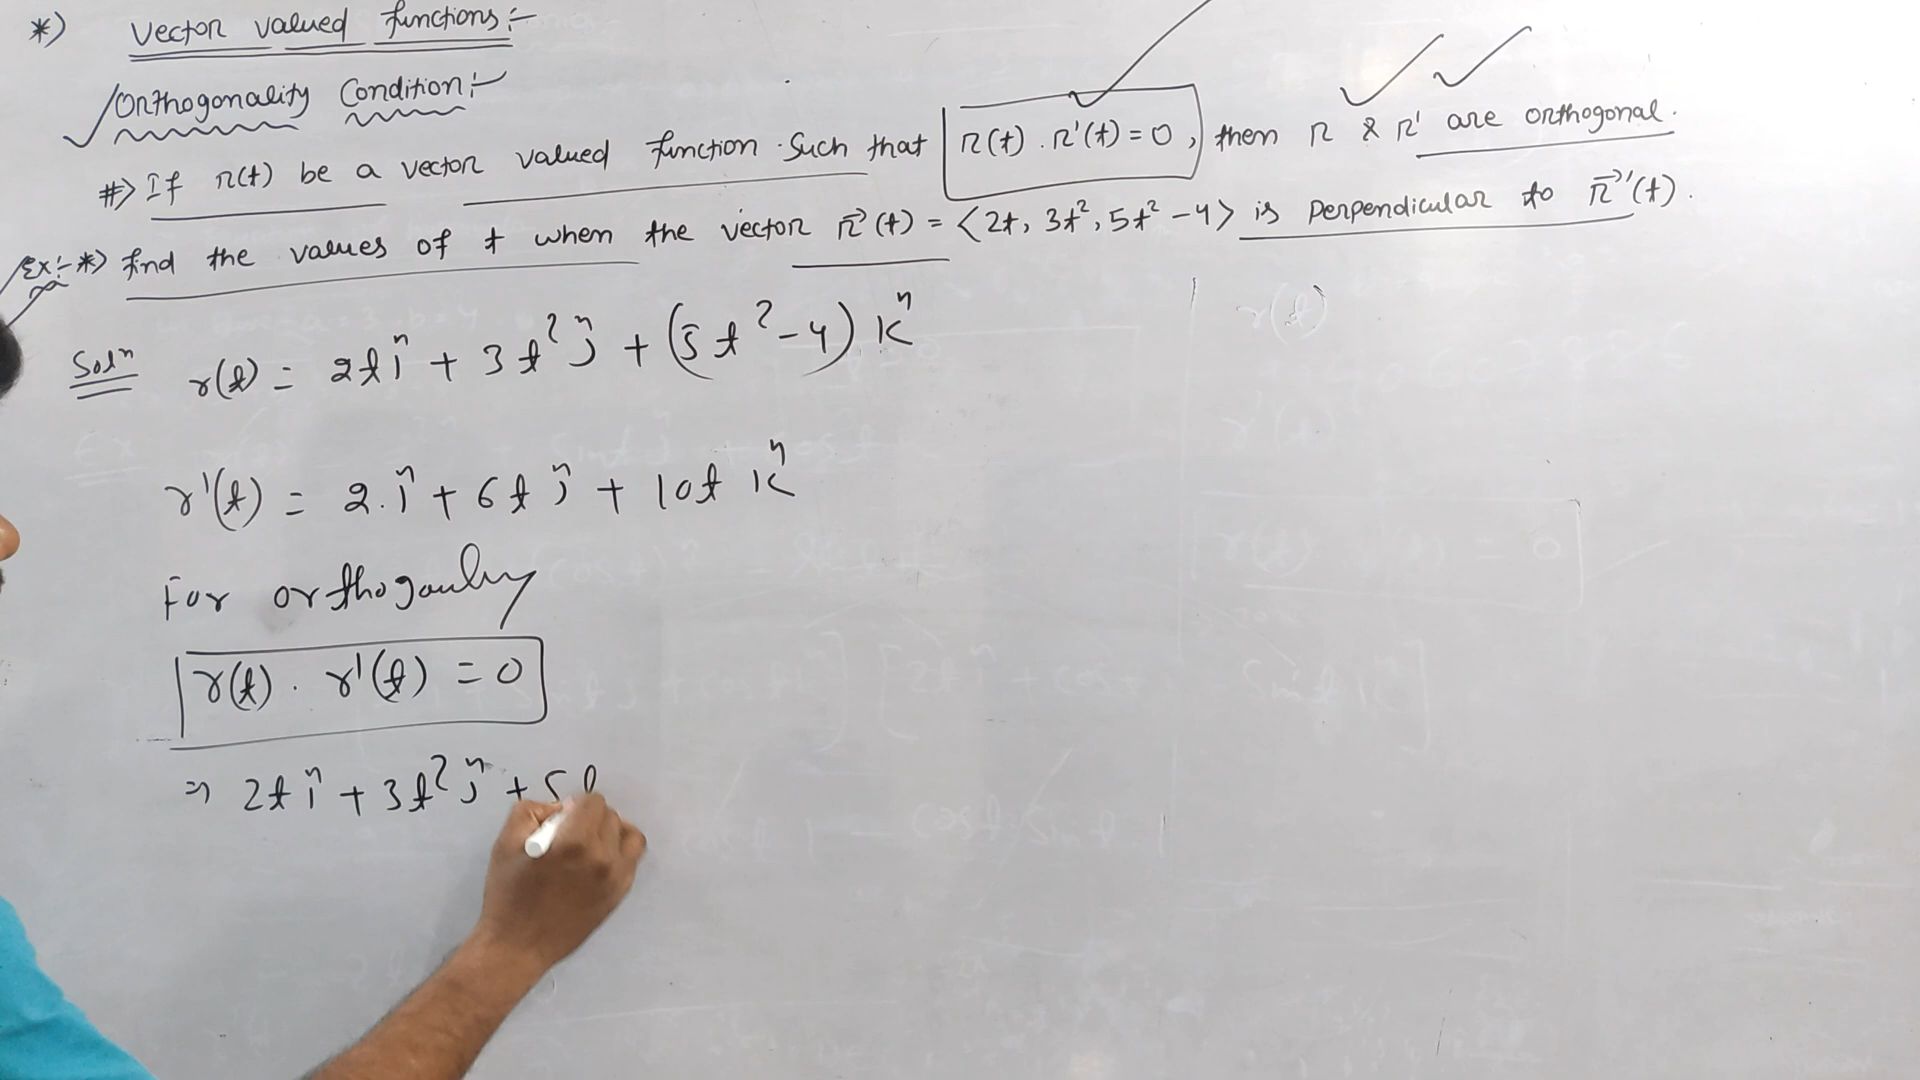 *) Vector valued functions :-
Orthogonality Condition :-
#> If r(t) be a vector valued function such that r(t) . r'(t) = 0, then r & r' are orthogonal.
Ex:- *> find the values of t when the vector r⃗(t) = <2t, 3t², 5t² - 4> is perpendicular to r⃗'(t).
Solⁿ r(t) = 2t î + 3t² ĵ + (5t² - 4) k̂
r'(t) = 2. î + 6t ĵ + 10t k̂
For
r(t) . r'(t) = 0
⇒ 2t î + 3t² ĵ + 5t